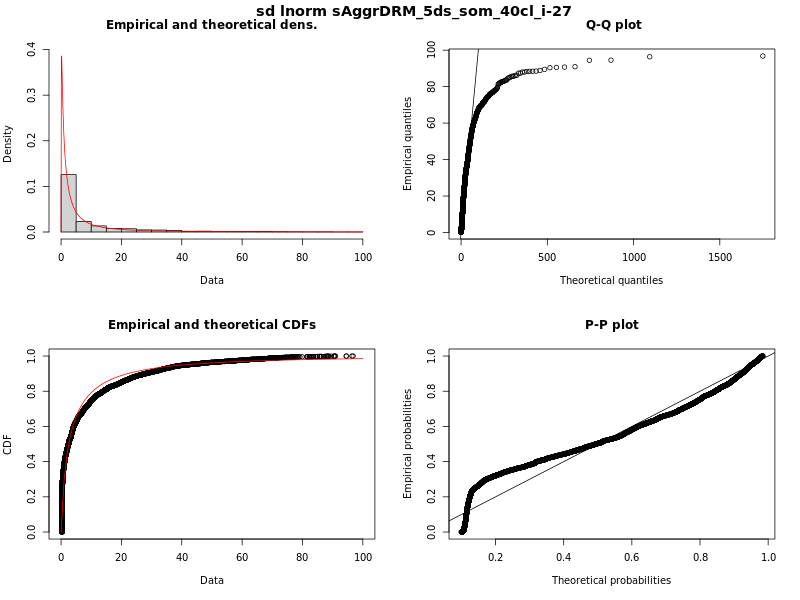 sd lnorm sAggrDRM_5ds_som_40cl_i-27
Empirical and theoretical dens.
Density
0.0 0.1 0.2 0.3 0.4
0 20 40 60 80 100
Data
Q-Q plot
Empirical quantiles
0 20 40 60 80 100
0 500 1000 1500
Theoretical quantiles
Empirical and theoretical CDFs
CDF
0.0 0.2 0.4 0.6 0.8 1.0
0 20 40 60 80 100
Data
P-P plot
Empirical probabilities
0.0 0.2 0.4 0.6 0.8 1.0
0.2 0.4 0.6 0.8 1.0
Theoretical probabilities